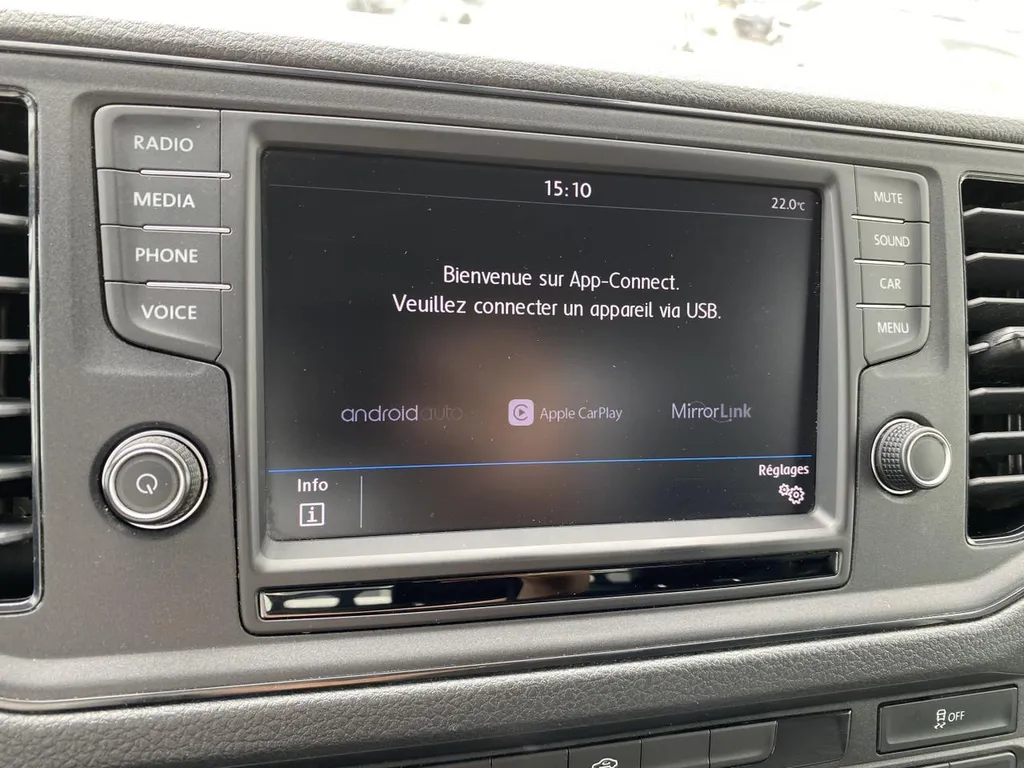 RADIO
MEDIA
PHONE
VOICE
15:10
22.0°C
Bienvenue sur App-Connect.
Veuillez connecter un appareil via USB.
androidauto
Apple CarPlay
MirrorLink
Info
i
Réglages
MUTE
SOUND
CAR
MENU
OFF